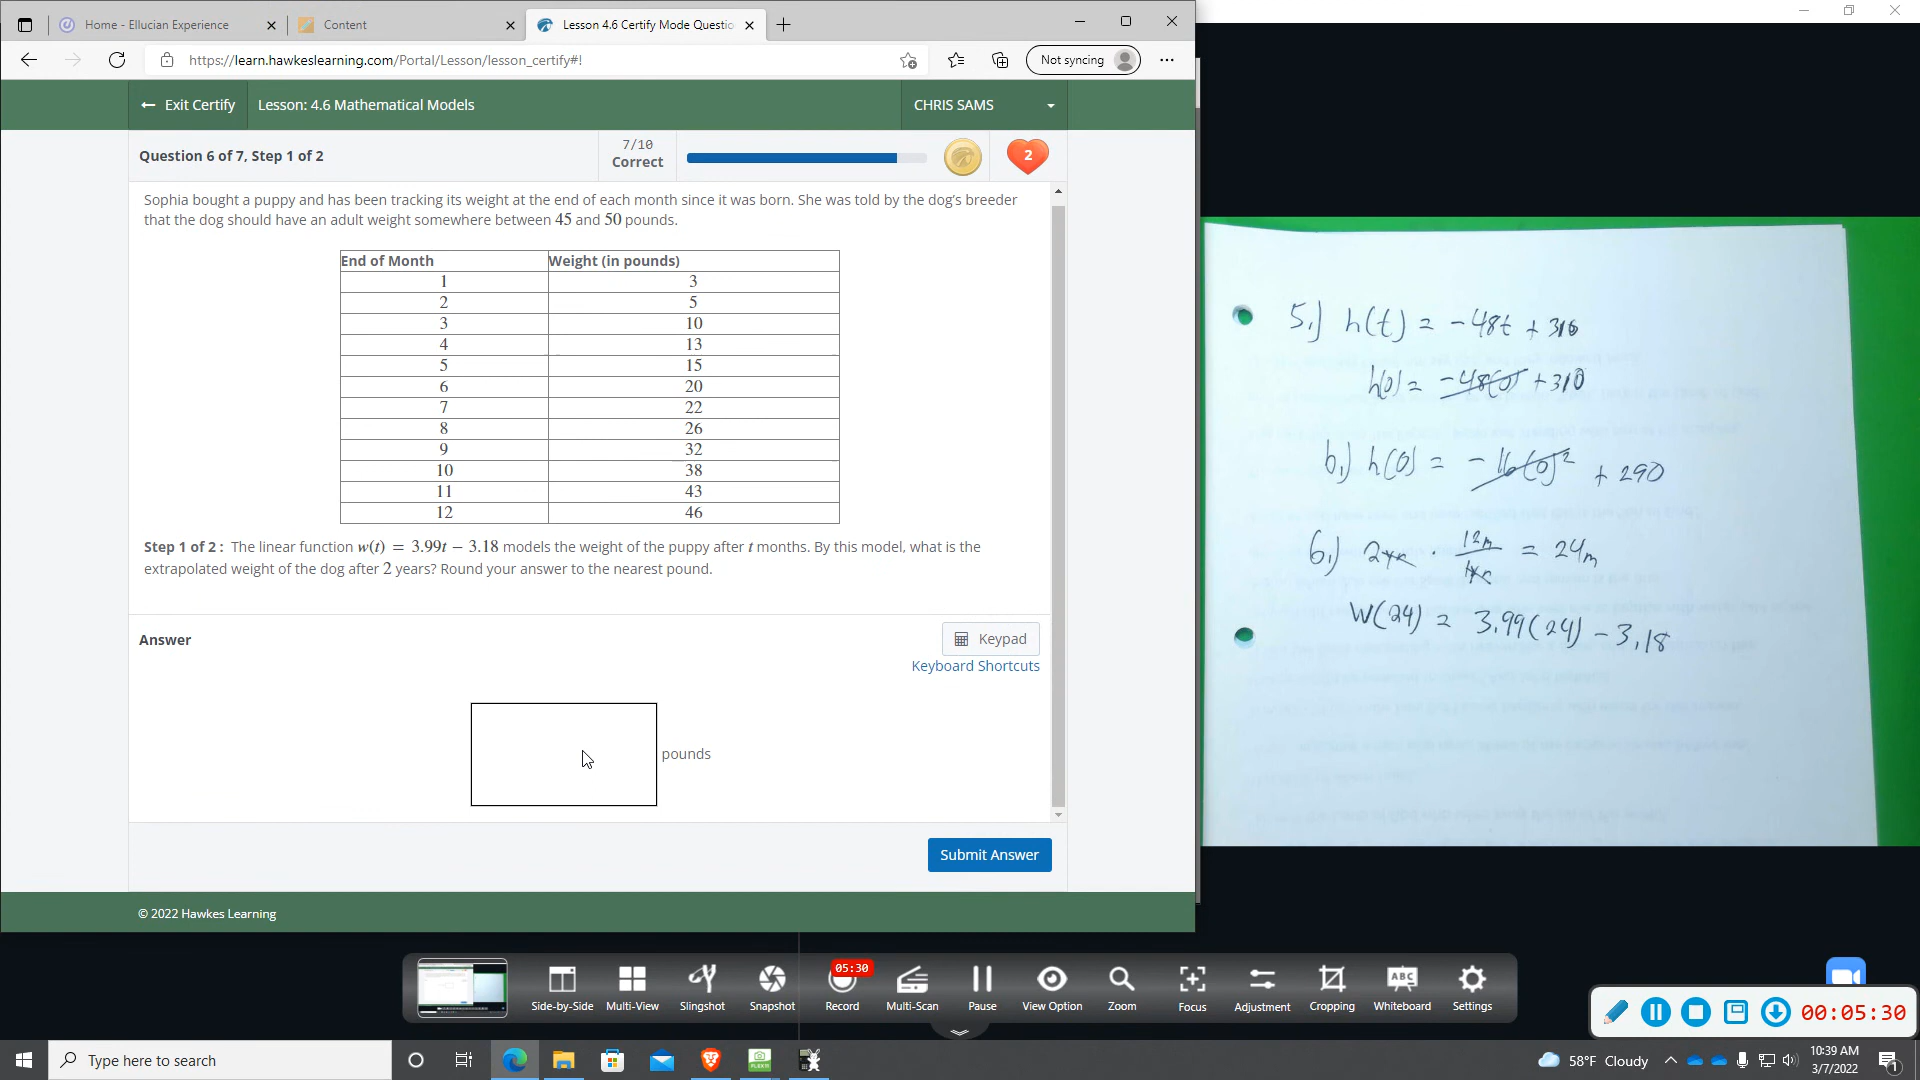 Home - Ellucian Experience
Content
Lesson 4.6 Certify Mode Questio
https://learn.hawkeslearning.com/Portal/Lesson/lesson_certify#!
Not syncing
← Exit Certify
Lesson: 4.6 Mathematical Models
CHRIS SAMS
Question 6 of 7, Step 1 of 2
7/10
Correct
2
Sophia bought a puppy and has been tracking its weight at the end of each month since it was born. She was told by the dog's breeder
that the dog should have an adult weight somewhere between 45 and 50 pounds.
End of Month Weight (in pounds)
1 3
2 5
3 10
4 13
5 15
6 20
7 22
8 26
9 32
10 38
11 43
12 46
Step 1 of 2 : The linear function w(t) = 3.99t − 3.18 models the weight of the puppy after t months. By this model, what is the
extrapolated weight of the dog after 2 years? Round your answer to the nearest pound.
Answer
Keypad
Keyboard Shortcuts
pounds
Submit Answer
© 2022 Hawkes Learning
5.) h(t) = -48t + 310
h(0) = -48(0) + 310
b.) h(0) = -16(0)² + 290
6.) 2yr · 12m/1yr = 24m
W(24) = 3.99(24) - 3.18
05:30
Side-by-Side
Multi-View
Slingshot
Snapshot
Record
Multi-Scan
Pause
View Option
Zoom
Focus
Adjustment
Cropping
ABC
Whiteboard
Settings
00:05:30
Type here to search
58°F Cloudy
10:39 AM
3/7/2022
1